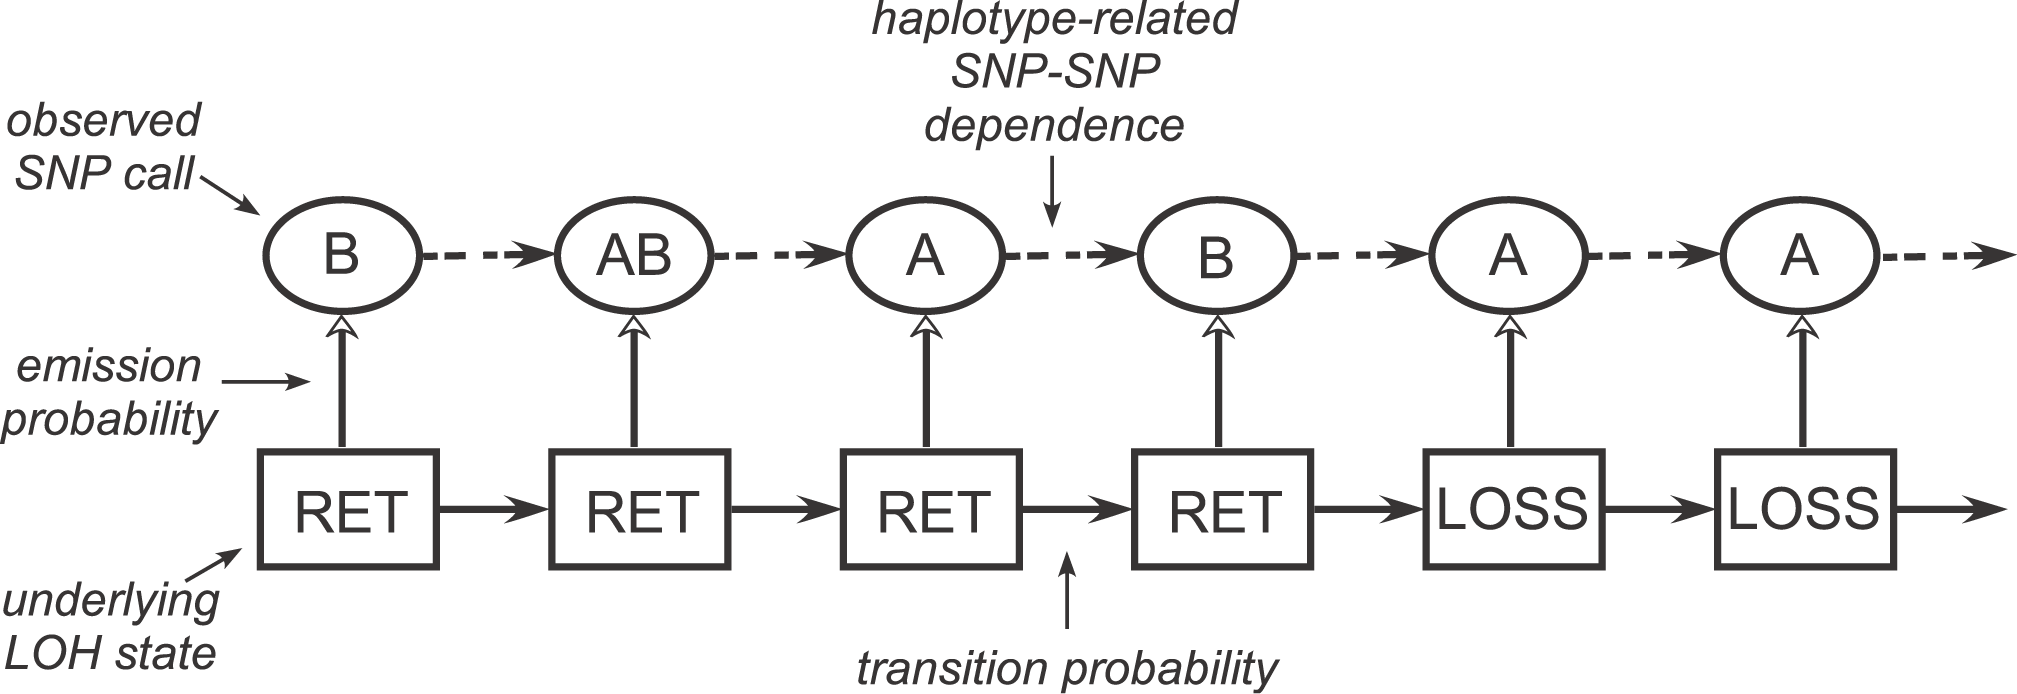 haplotype-related
SNP-SNP
dependence
observed
SNP call
B AB A B A A
emission
probability
RET RET RET RET LOSS LOSS
underlying
LOH state
transition probability